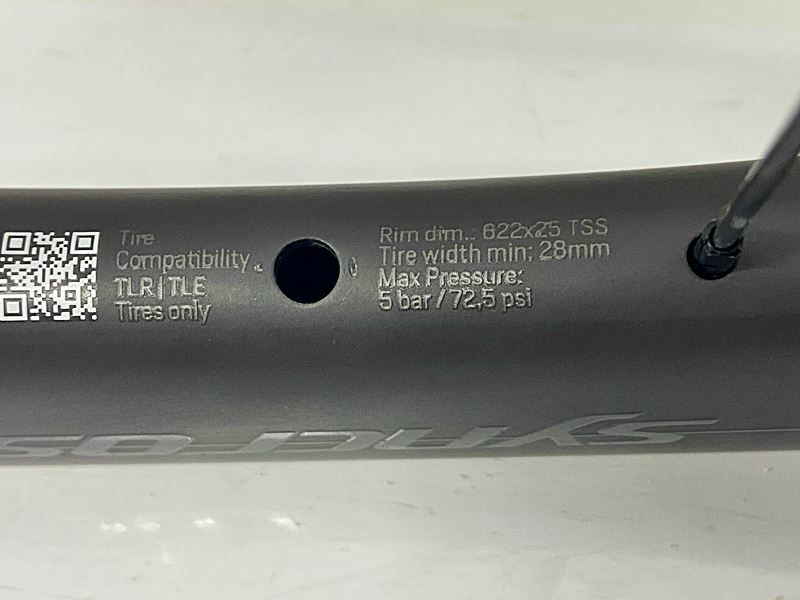 Tire
Compatibility
TLR | TLE
Tires only
Rim dim.: 622x25 TSS
Tire width min: 28mm
Max Pressure:
5 bar / 72,5 psi
syncros